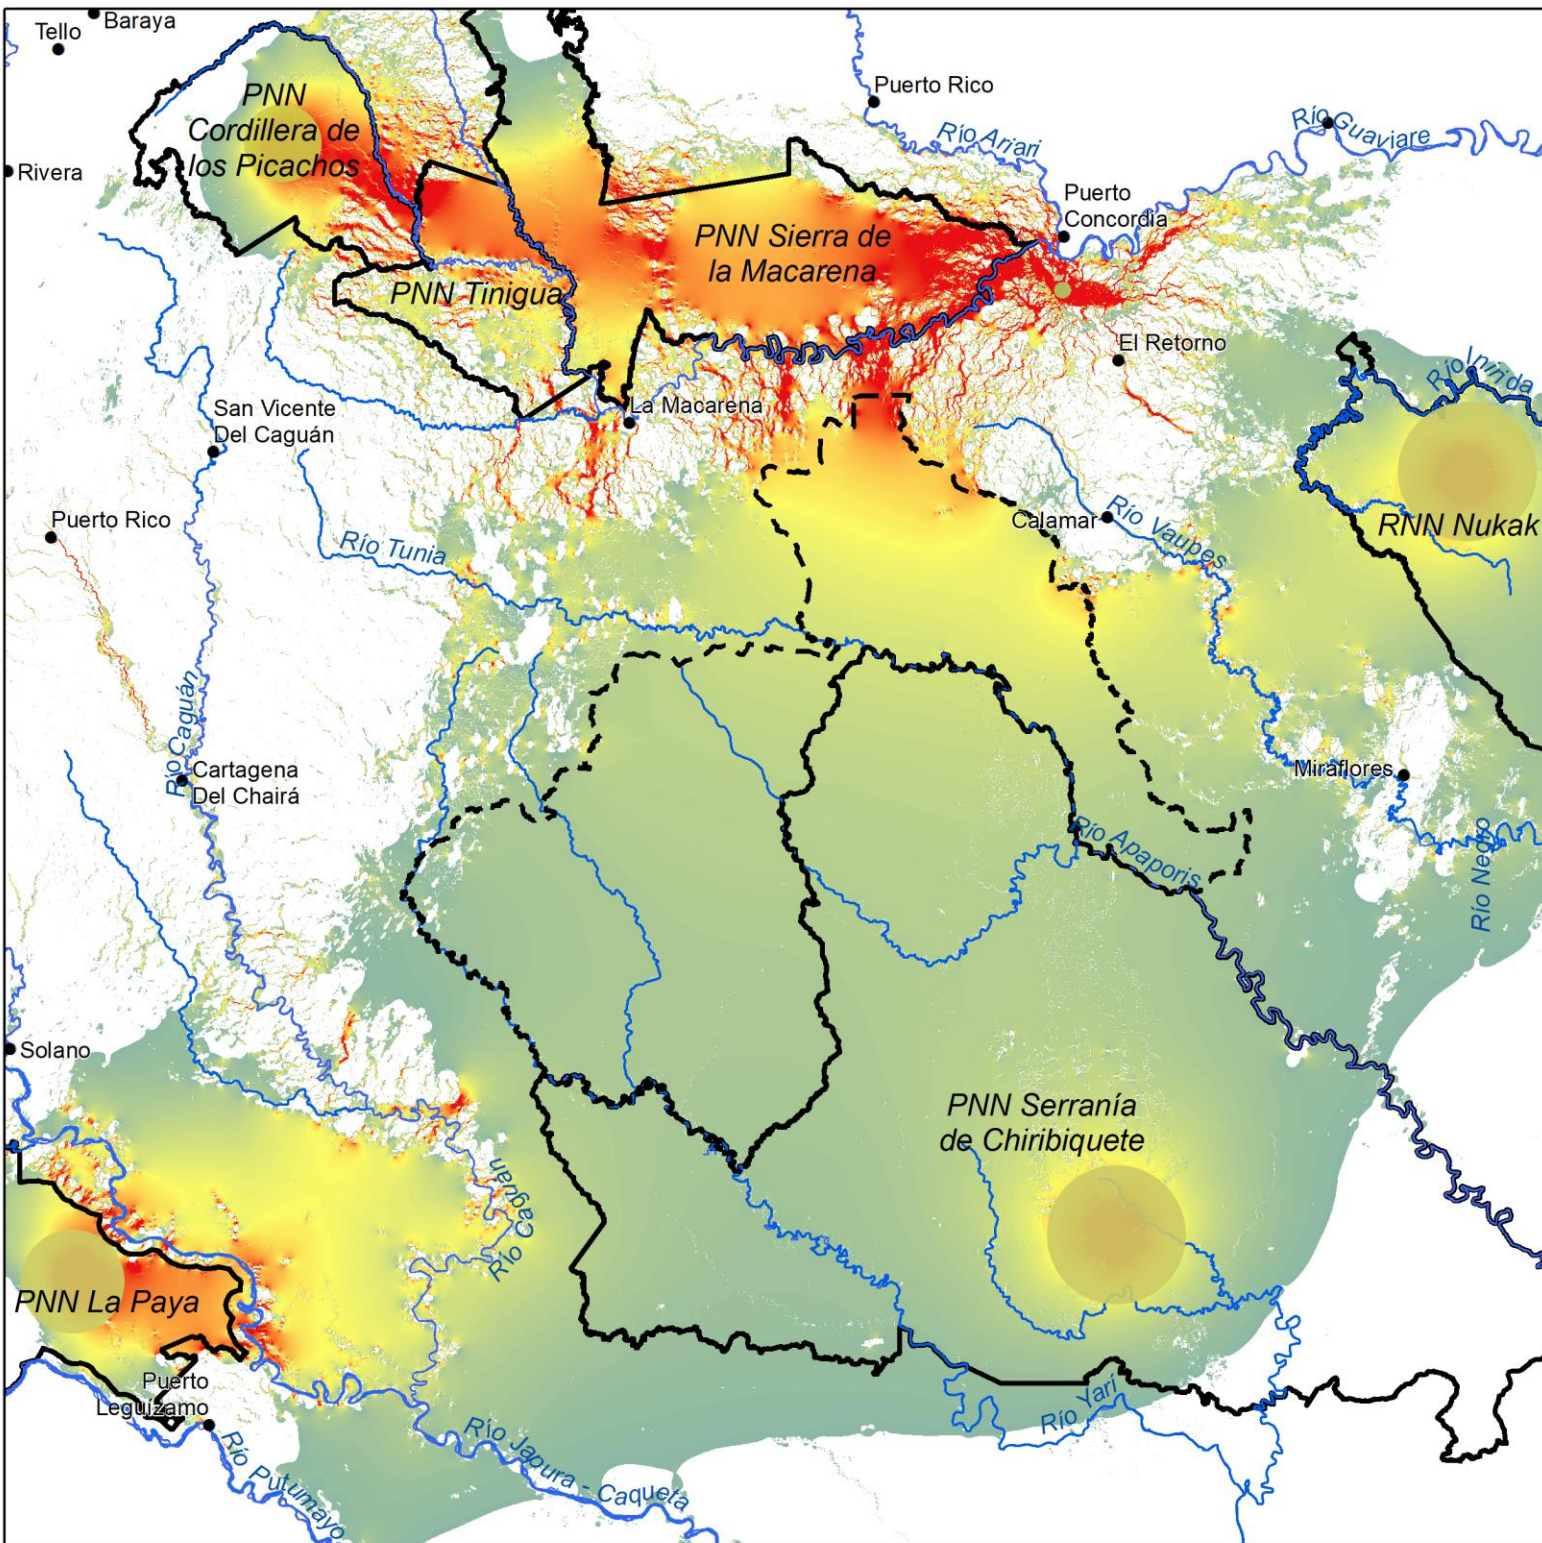 Baraya
Tello
Puerto Rico
Río Guaviare
Río Ariari
PNN
Cordillera de
los Picachos
Rivera
Puerto
Concordia
PNN Sierra de
la Macarena
PNN Tinigua
El Retorno
Río Inirida
San Vicente
Del Caguán
La Macarena
Puerto Rico
Río Tunia
Calamar
Río Vaupes
RNN Nukak
Río Caguán
Cartagena
Del Chairá
Miraflores
Río Apaporis
Río Negro
Solano
PNN Serranía
de Chiribiquete
Río Caguán
PNN La Paya
Puerto
Leguízamo
Río Yarí
Río Japura - Caqueta
Río Putumayo